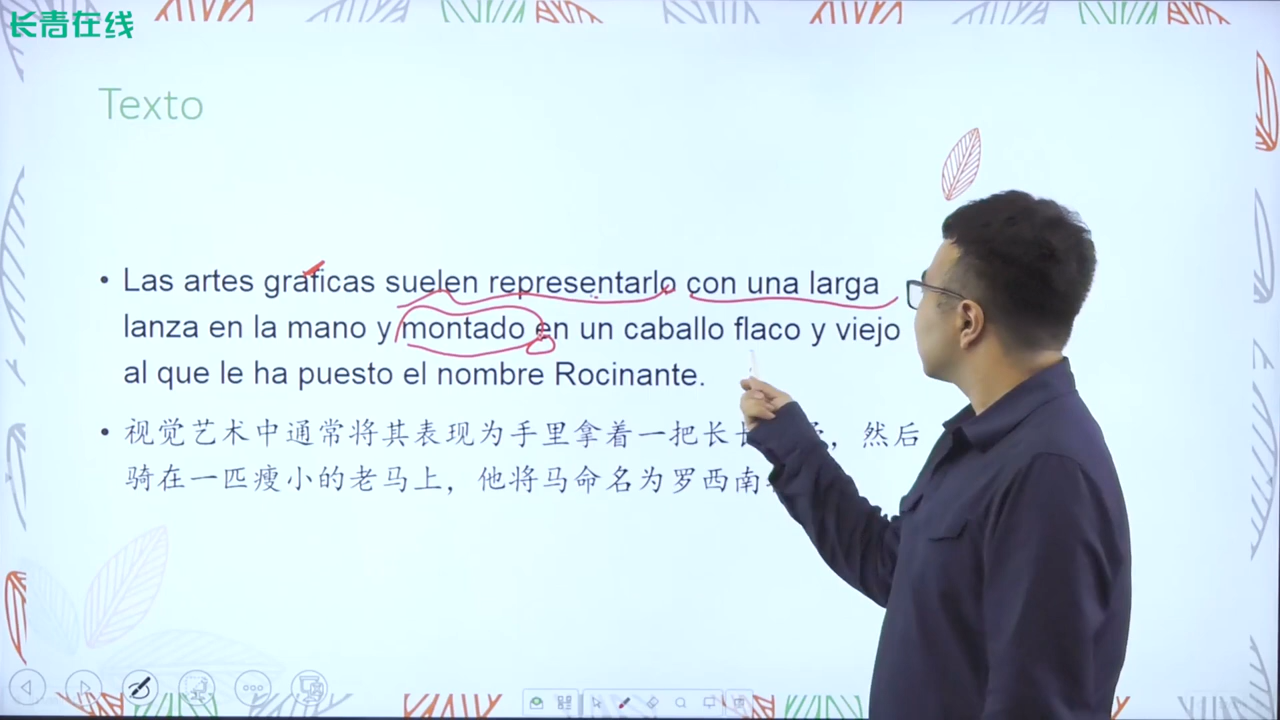 长青在线
Texto
• Las artes gráficas suelen representarlo con una larga
lanza en la mano y montado en un caballo flaco y viejo
al que le ha puesto el nombre Rocinante.
• 视觉艺术中通常将其表现为手里拿着一把长长，然后
骑在一匹瘦小的老马上，他将马命名为罗西南